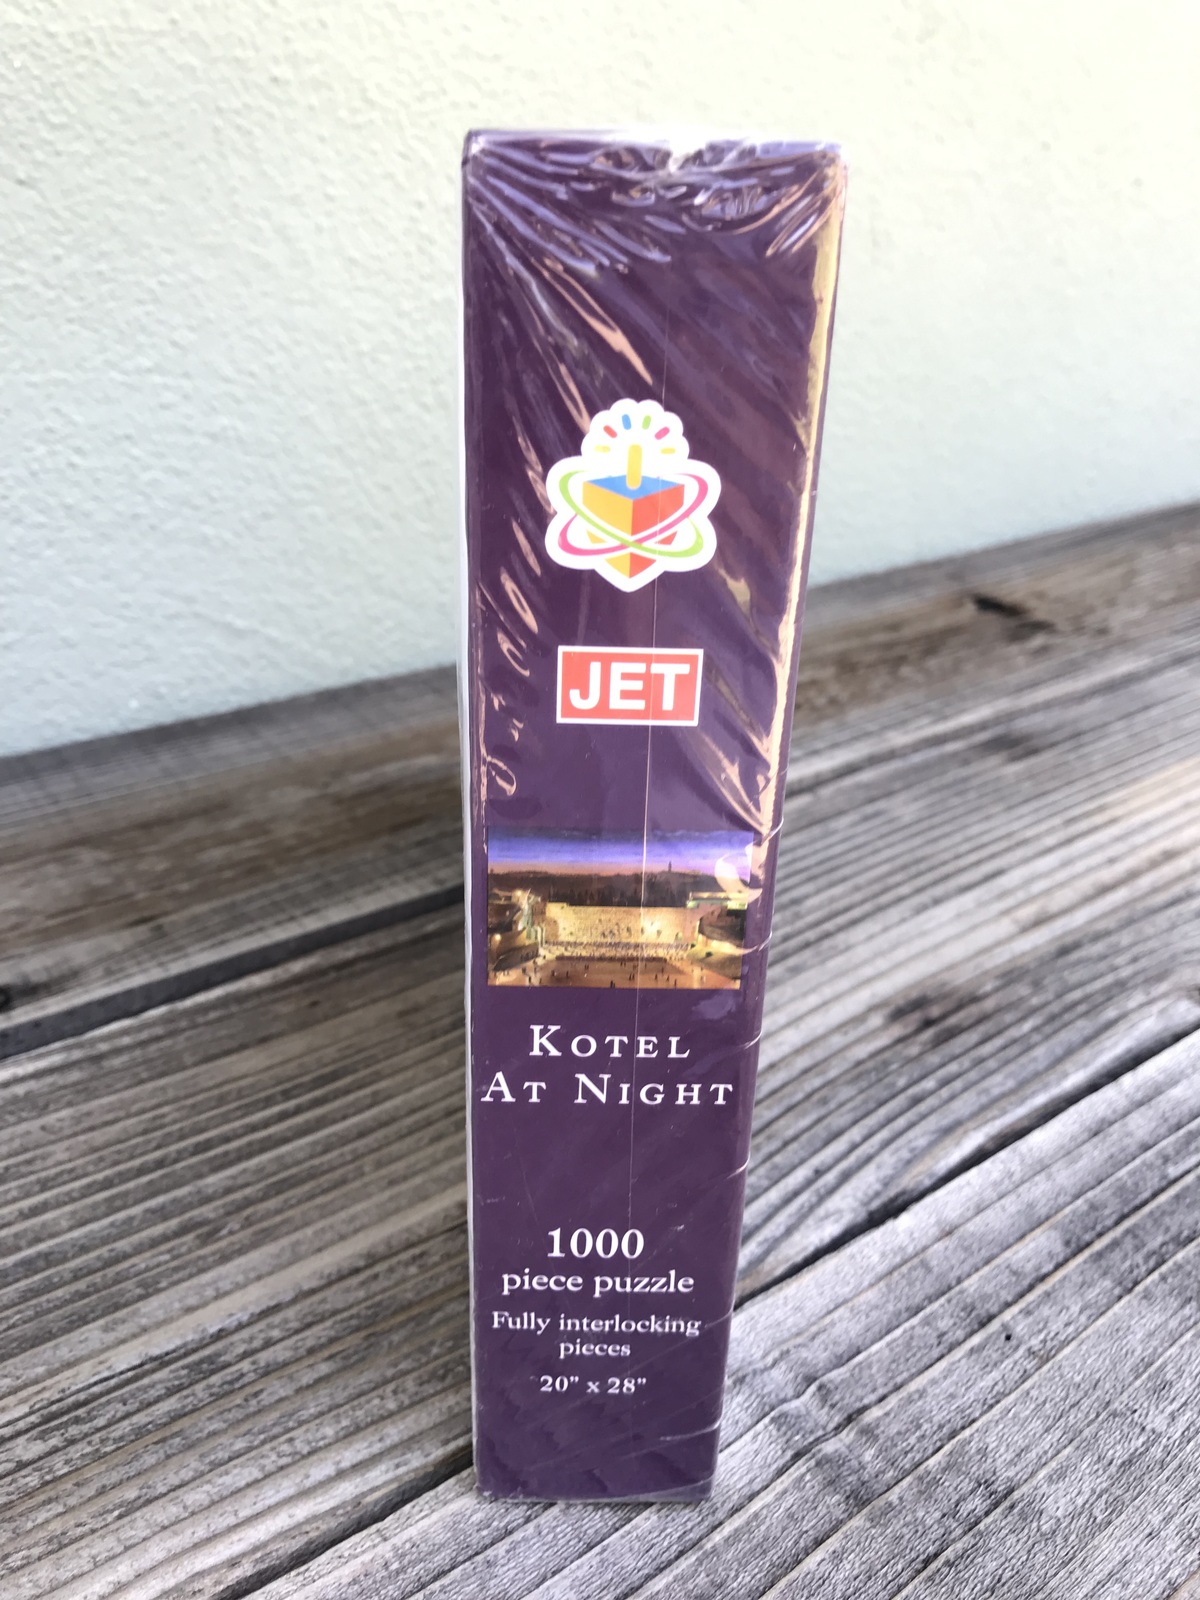 JET
KOTEL
AT NIGHT
1000
piece puzzle
Fully interlocking
pieces
20" x 28"